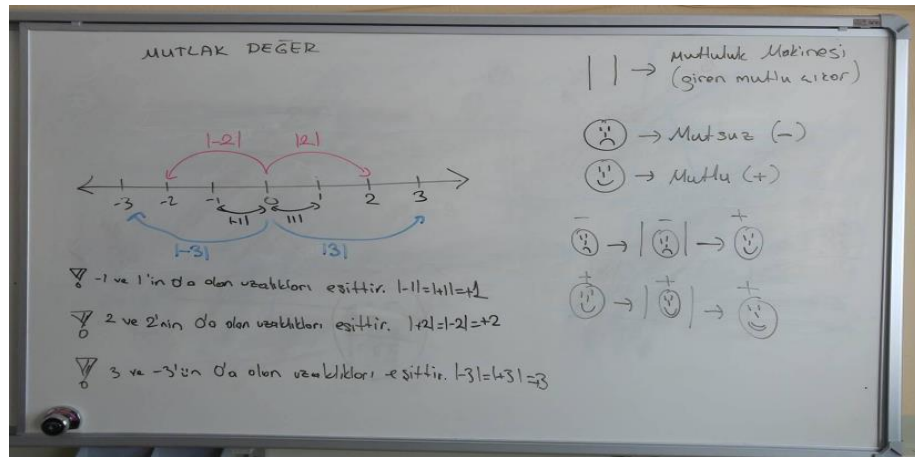 MUTLAK DEĞER
|-2| |2|
-3 -2 -1 0 1 2 3
|-1| |1|
|-3| |3|
-1 ve 1'in 0'a olan uzaklıkları eşittir. |-1|=|+1|=+1
2 ve 2'nin 0'a olan uzaklıkları eşittir. |+2|=|-2|=+2
3 ve -3'ün 0'a olan uzaklıkları eşittir. |-3|=|+3|=+3
| | → Mutluluk Makinesi
(giren mutlu çıkar)
→ Mutsuz (-)
→ Mutlu (+)
- → | - | → +
+ → | + | → +